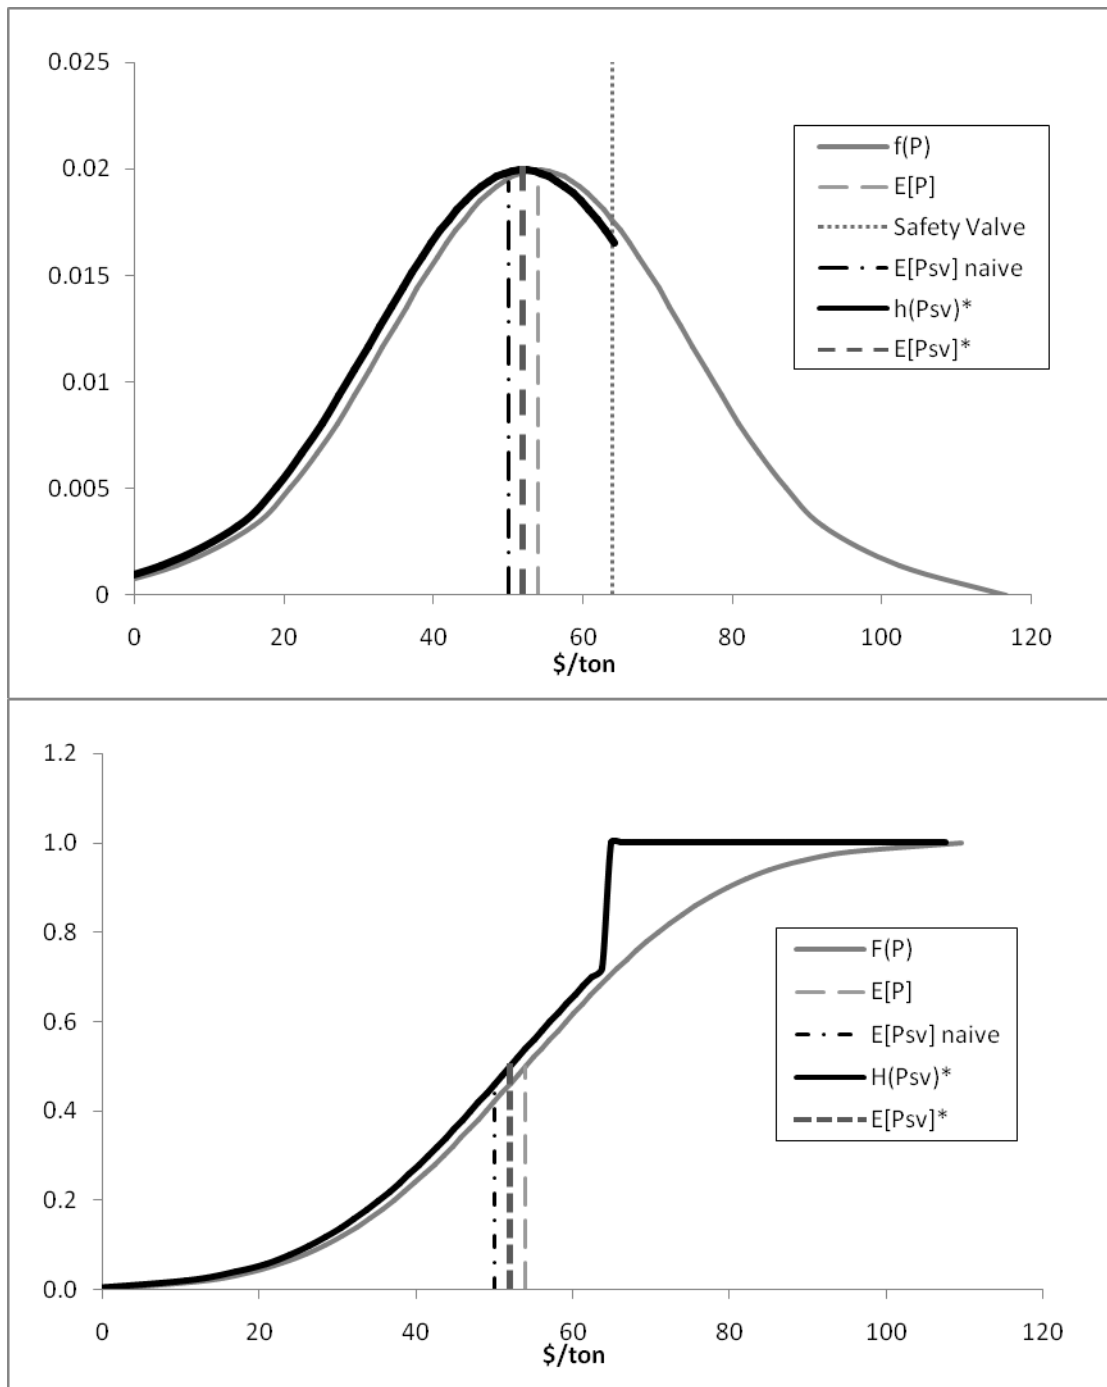 0.025
0.02
0.015
0.01
0.005
0
0 20 40 60 80 100 120
$/ton
f(P)
E[P]
Safety Valve
E[Psv] naive
h(Psv)*
E[Psv]*
1.2
1.0
0.8
0.6
0.4
0.2
0.0
0 20 40 60 80 100 120
$/ton
F(P)
E[P]
E[Psv] naive
H(Psv)*
E[Psv]*